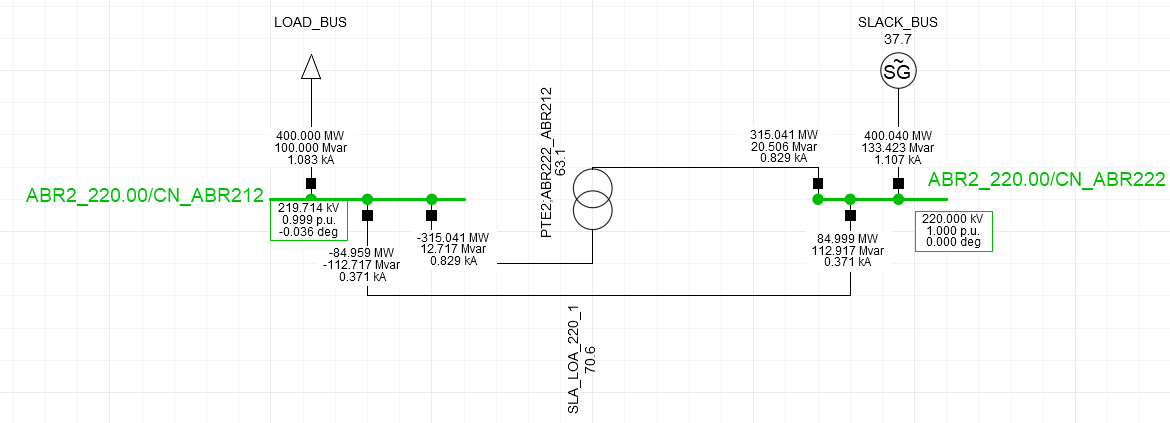 LOAD_BUS
SLACK_BUS
37.7
SG
400.000 MW
100.000 Mvar
1.083 kA
PTE2;ABR222_ABR212
63.1
315.041 MW
20.506 Mvar
0.829 kA
400.040 MW
133.423 Mvar
1.107 kA
ABR2_220.00/CN_ABR212
ABR2_220.00/CN_ABR222
219.714 kV
0.999 p.u.
-0.036 deg
220.000 kV
1.000 p.u.
0.000 deg
-84.959 MW
-112.717 Mvar
0.371 kA
-315.041 MW
12.717 Mvar
0.829 kA
84.999 MW
112.917 Mvar
0.371 kA
SLA_LOA_220_1
70.6